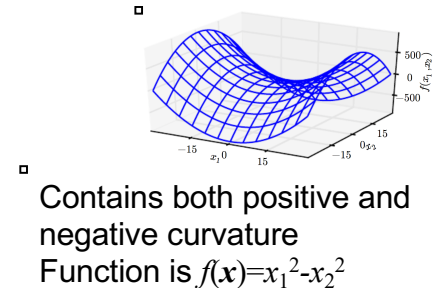 500
0
−500
f(x₁,x₂)
−15
x₁
0
15
−15
0
x₂
15
Contains both positive and
negative curvature
Function is f(x)=x₁²-x₂²